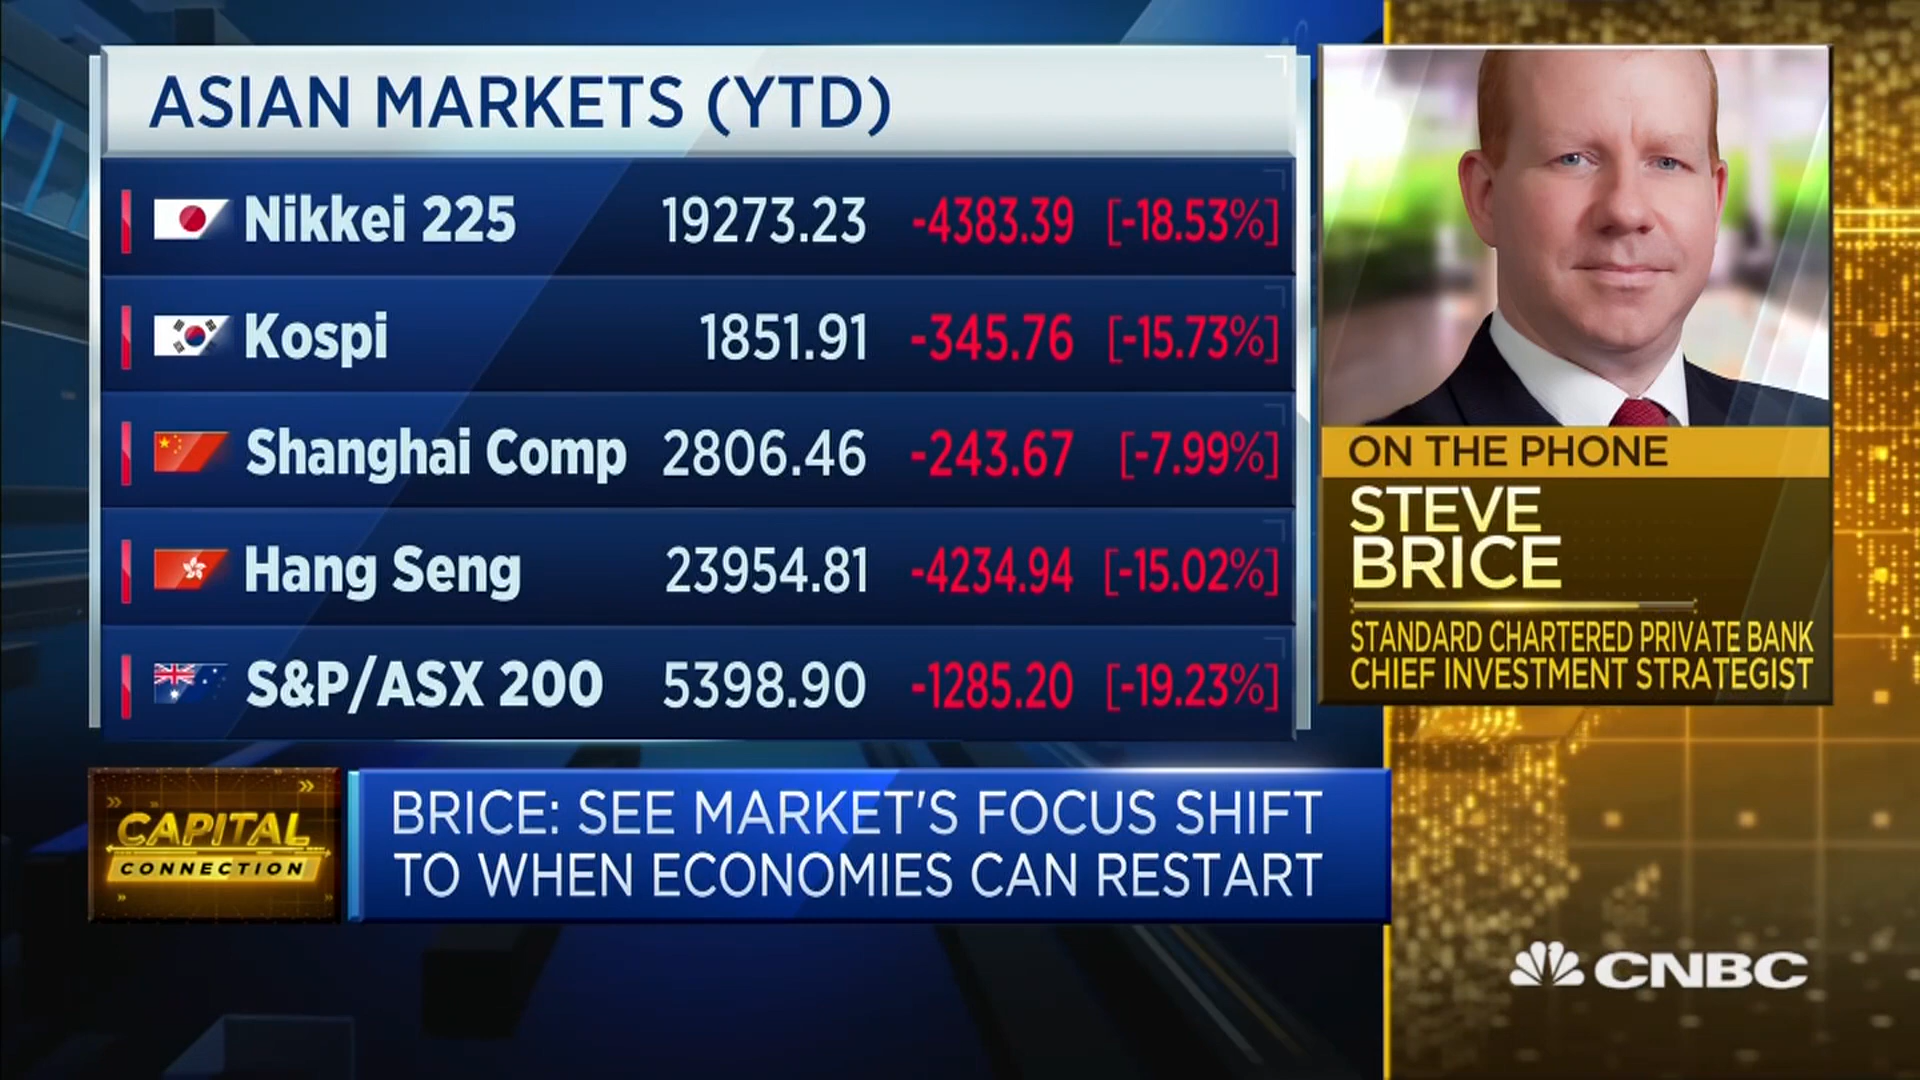 ASIAN MARKETS (YTD)
Nikkei 225 19273.23 -4383.39 [-18.53%]
Kospi 1851.91 -345.76 [-15.73%]
Shanghai Comp 2806.46 -243.67 [-7.99%]
Hang Seng 23954.81 -4234.94 [-15.02%]
S&P/ASX 200 5398.90 -1285.20 [-19.23%]
ON THE PHONE
STEVE
BRICE
STANDARD CHARTERED PRIVATE BANK
CHIEF INVESTMENT STRATEGIST
CAPITAL
CONNECTION
BRICE: SEE MARKET'S FOCUS SHIFT
TO WHEN ECONOMIES CAN RESTART
CNBC